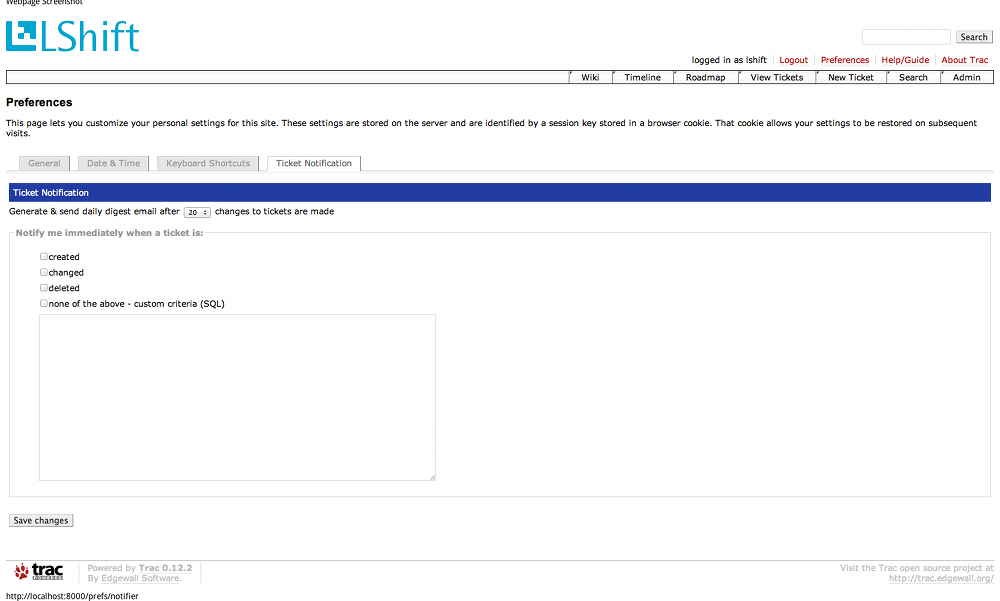 Webpage Screenshot
LShift
Search
logged in as lshift Logout Preferences Help/Guide About Trac
Wiki Timeline Roadmap View Tickets New Ticket Search Admin
Preferences
This page lets you customize your personal settings for this site. These settings are stored on the server and are identified by a session key stored in a browser cookie. That cookie allows your settings to be restored on subsequent
visits.
General Date & Time Keyboard Shortcuts Ticket Notification
Ticket Notification
Generate & send daily digest email after 20 changes to tickets are made
Notify me immediately when a ticket is:
created
changed
deleted
none of the above - custom criteria (SQL)
Save changes
trac POWERED
Powered by Trac 0.12.2
By Edgewall Software.
Visit the Trac open source project at
http://trac.edgewall.org/
http://localhost:8000/prefs/notifier